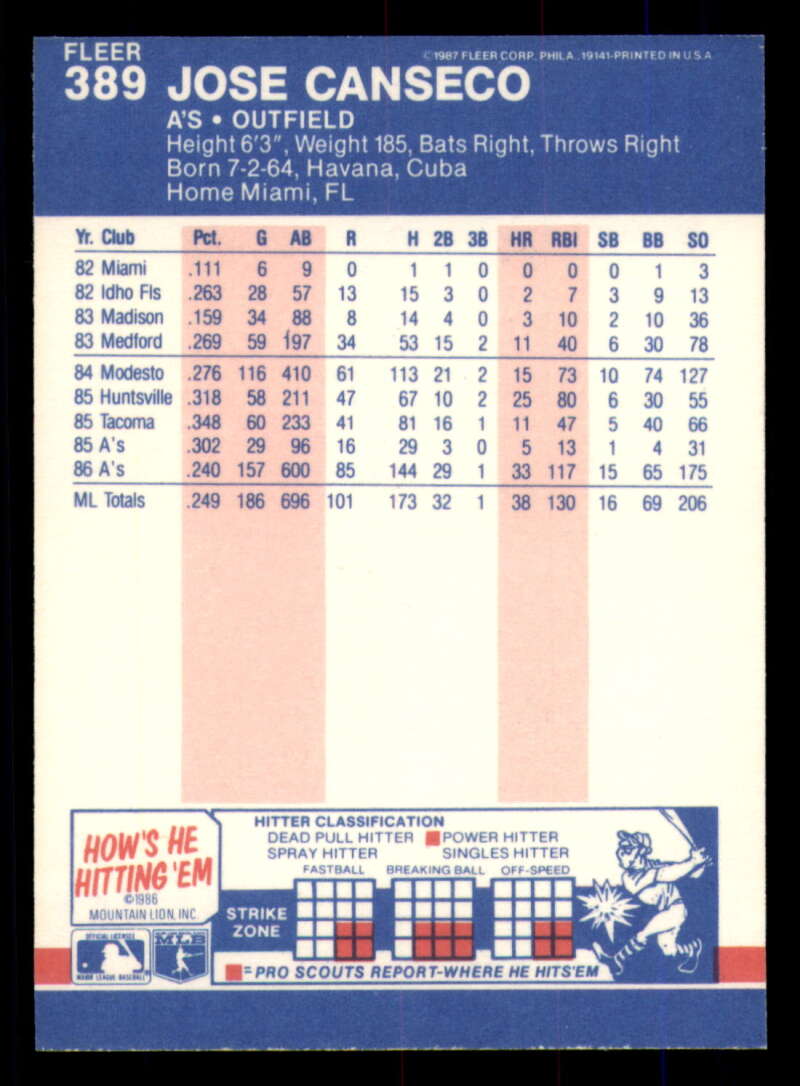 FLEER
389 JOSE CANSECO
©1987 FLEER CORP. PHILA., 19141-PRINTED IN U.S.A.
A'S • OUTFIELD
Height 6'3", Weight 185, Bats Right, Throws Right
Born 7-2-64, Havana, Cuba
Home Miami, FL
Yr. Club Pct. G AB R H 2B 3B HR RBI SB BB SO
82 Miami .111 6 9 0 1 1 0 0 0 0 1 3
82 Idho Fls .263 28 57 13 15 3 0 2 7 3 9 13
83 Madison .159 34 88 8 14 4 0 3 10 2 10 36
83 Medford .269 59 197 34 53 15 2 11 40 6 30 78
84 Modesto .276 116 410 61 113 21 2 15 73 10 74 127
85 Huntsville .318 58 211 47 67 10 2 25 80 6 30 55
85 Tacoma .348 60 233 41 81 16 1 11 47 5 40 66
85 A's .302 29 96 16 29 3 0 5 13 1 4 31
86 A's .240 157 600 85 144 29 1 33 117 15 65 175
ML Totals .249 186 696 101 173 32 1 38 130 16 69 206
HOW'S HE
HITTING 'EM
©1986
MOUNTAIN LION, INC.
HITTER CLASSIFICATION
DEAD PULL HITTER POWER HITTER
SPRAY HITTER SINGLES HITTER
FASTBALL BREAKING BALL OFF-SPEED
STRIKE
ZONE
=PRO SCOUTS REPORT-WHERE HE HITS'EM
OFFICIAL LICENSEE
MAJOR LEAGUE BASEBALL
MLB